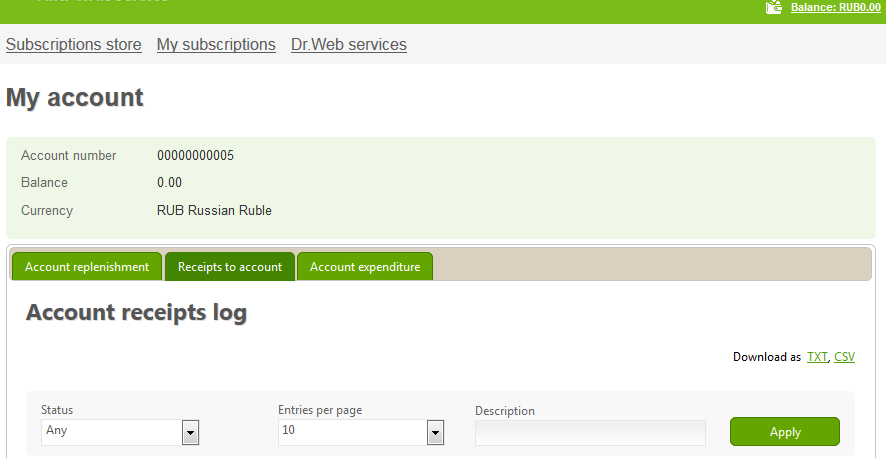 Balance: RUB0.00
Subscriptions store My subscriptions Dr.Web services
My account
Account number 00000000005
Balance 0.00
Currency RUB Russian Ruble
Account replenishment Receipts to account Account expenditure
Account receipts log
Download as TXT, CSV
Status Entries per page Description
Any 10 Apply